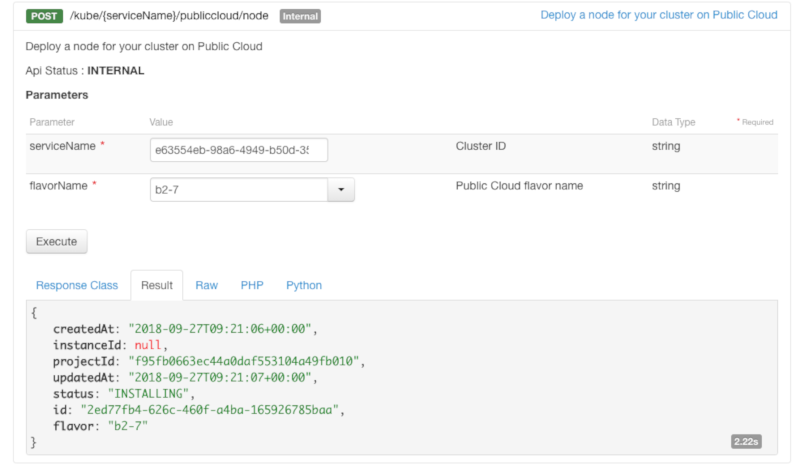 POST /kube/{serviceName}/publiccloud/node Internal Deploy a node for your cluster on Public Cloud
Deploy a node for your cluster on Public Cloud
Api Status : INTERNAL
Parameters
Parameter Value Data Type * Required
serviceName * e63554eb-98a6-4949-b50d-35 Cluster ID string
flavorName * b2-7 Public Cloud flavor name string
Execute
Response Class Result Raw PHP Python
{
createdAt: "2018-09-27T09:21:06+00:00",
instanceId: null,
projectId: "f95fb0663ec44a0daf553104a49fb010",
updatedAt: "2018-09-27T09:21:07+00:00",
status: "INSTALLING",
id: "2ed77fb4-626c-460f-a4ba-165926785baa",
flavor: "b2-7"
}
2.22s